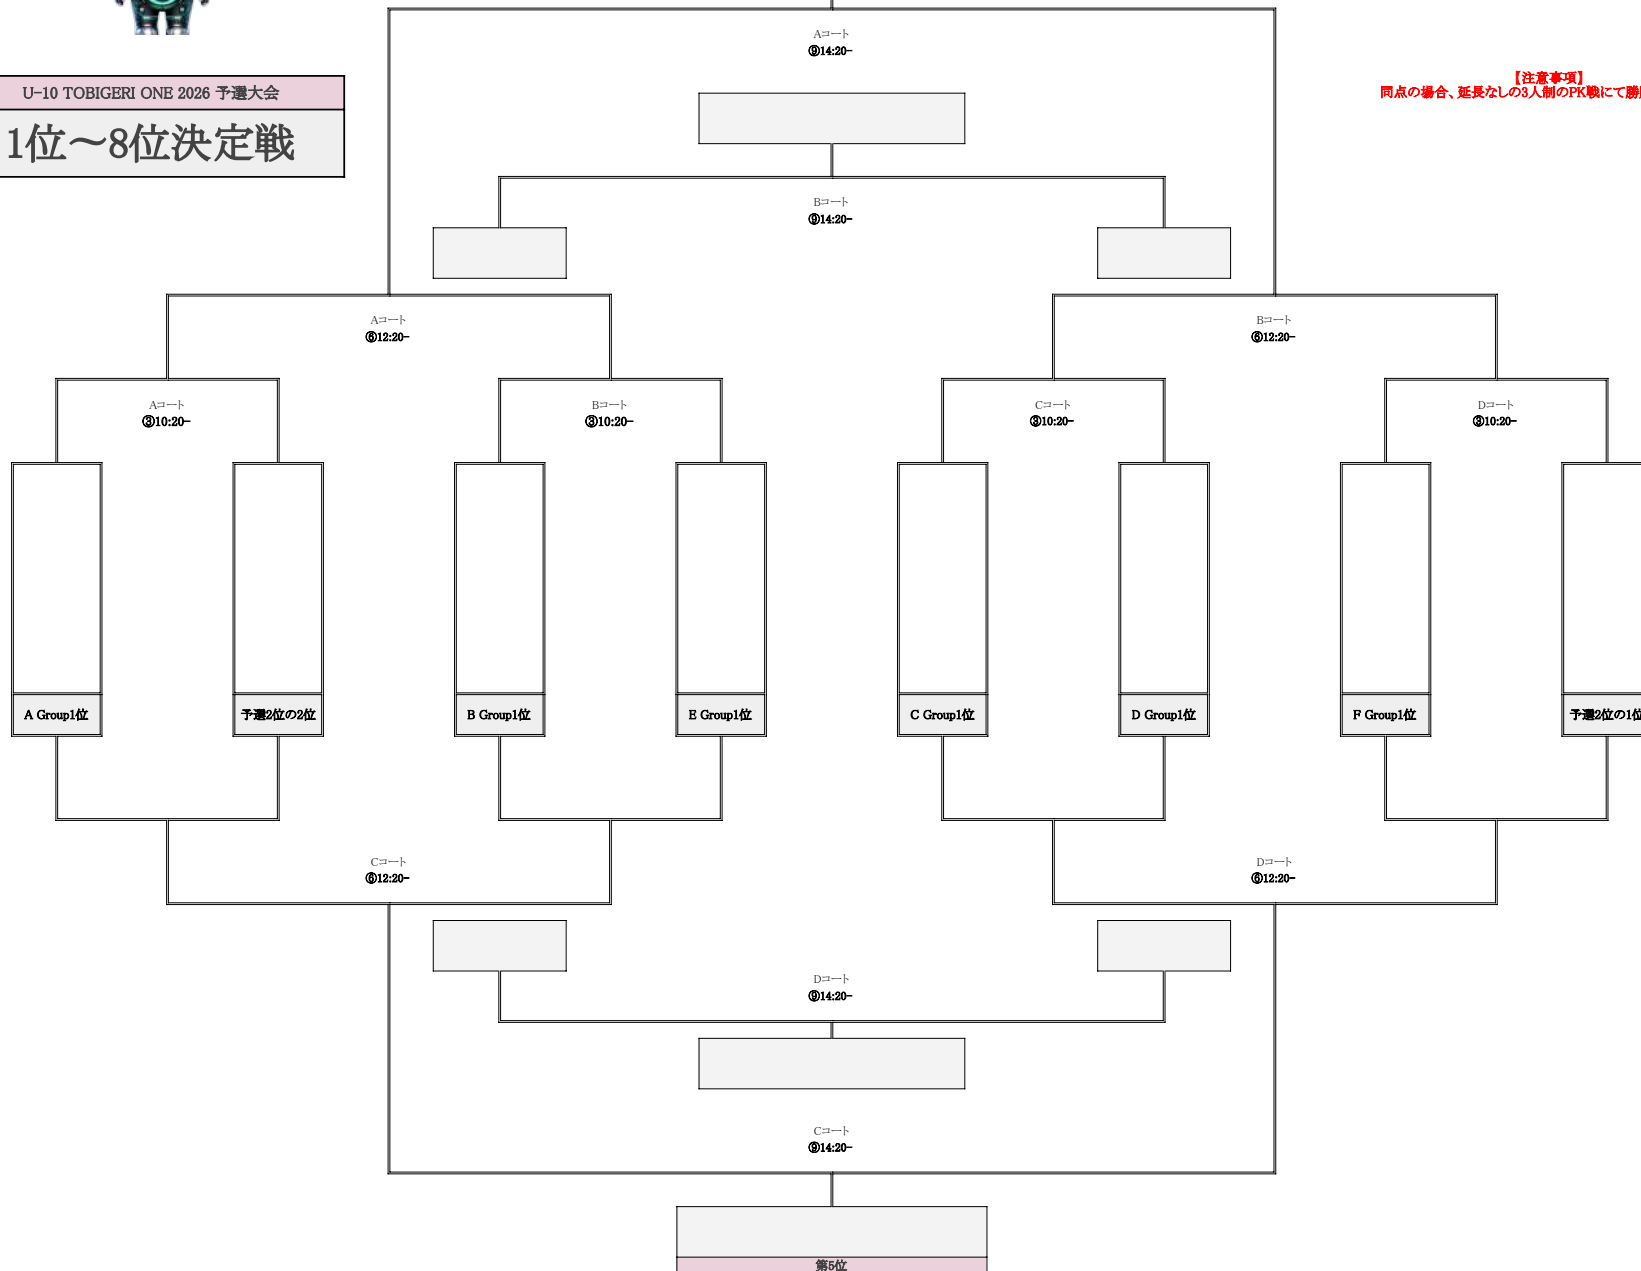 Aコート
⑨14:20-
【注意事項】
同点の場合、延長なしの3人制のPK戦にて勝
U-10 TOBIGERI ONE 2026 予選大会
1位～8位決定戦
Bコート
⑨14:20-
Aコート
⑥12:20-
Bコート
⑥12:20-
Aコート
③10:20-
Bコート
③10:20-
Cコート
③10:20-
Dコート
③10:20-
A Group1位
予選2位の2位
B Group1位
E Group1位
C Group1位
D Group1位
F Group1位
予選2位の1位
Cコート
⑥12:20-
Dコート
⑥12:20-
Dコート
⑨14:20-
Cコート
⑨14:20-
第5位